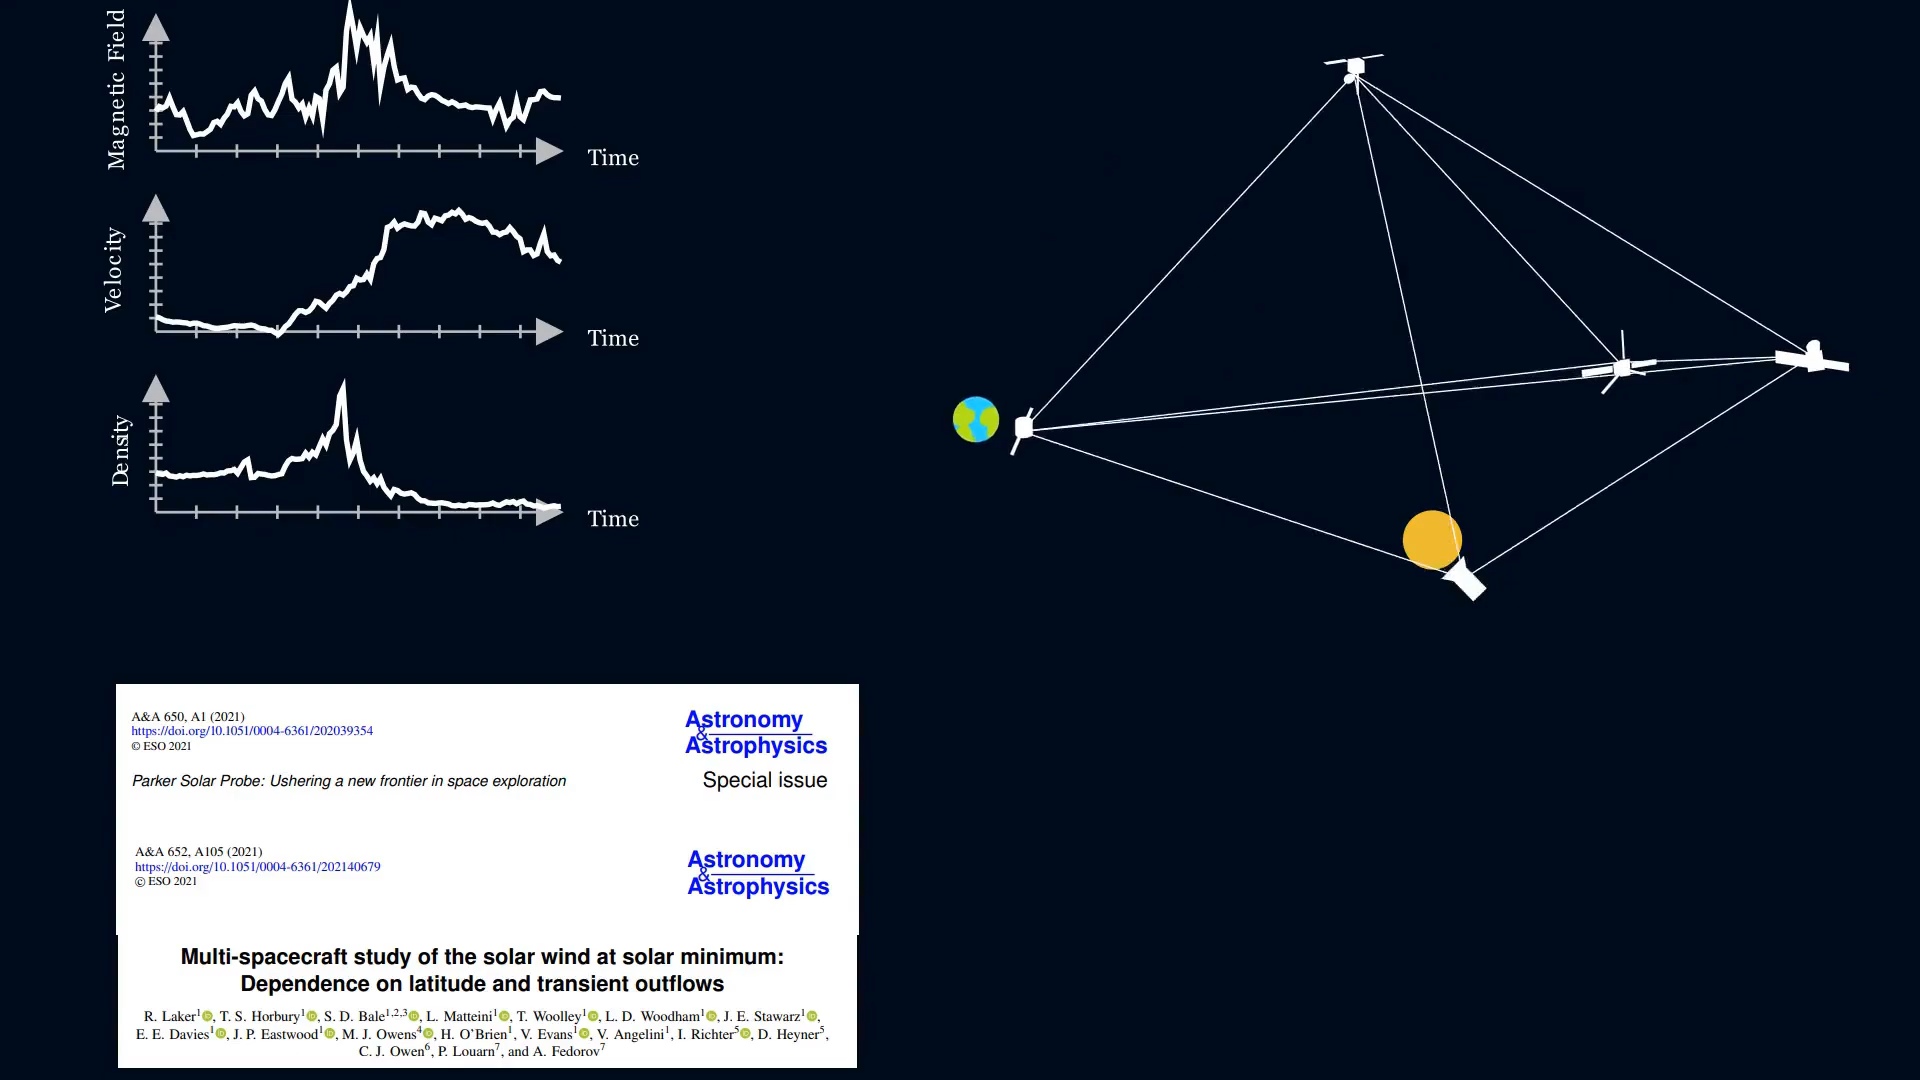 Magnetic Field
Time
Velocity
Time
Density
Time
A&A 650, A1 (2021)
https://doi.org/10.1051/0004-6361/202039354
© ESO 2021
Astronomy
&
Astrophysics
Parker Solar Probe: Ushering a new frontier in space exploration
Special issue
A&A 652, A105 (2021)
https://doi.org/10.1051/0004-6361/202140679
© ESO 2021
Astronomy
&
Astrophysics
Multi-spacecraft study of the solar wind at solar minimum:
Dependence on latitude and transient outflows
R. Laker1, T. S. Horbury1, S. D. Bale1,2,3, L. Matteini1, T. Woolley1, L. D. Woodham1, J. E. Stawarz1,
E. E. Davies1, J. P. Eastwood1, M. J. Owens4, H. O'Brien1, V. Evans1, V. Angelini1, I. Richter5, D. Heyner5,
C. J. Owen6, P. Louarn7, and A. Fedorov7